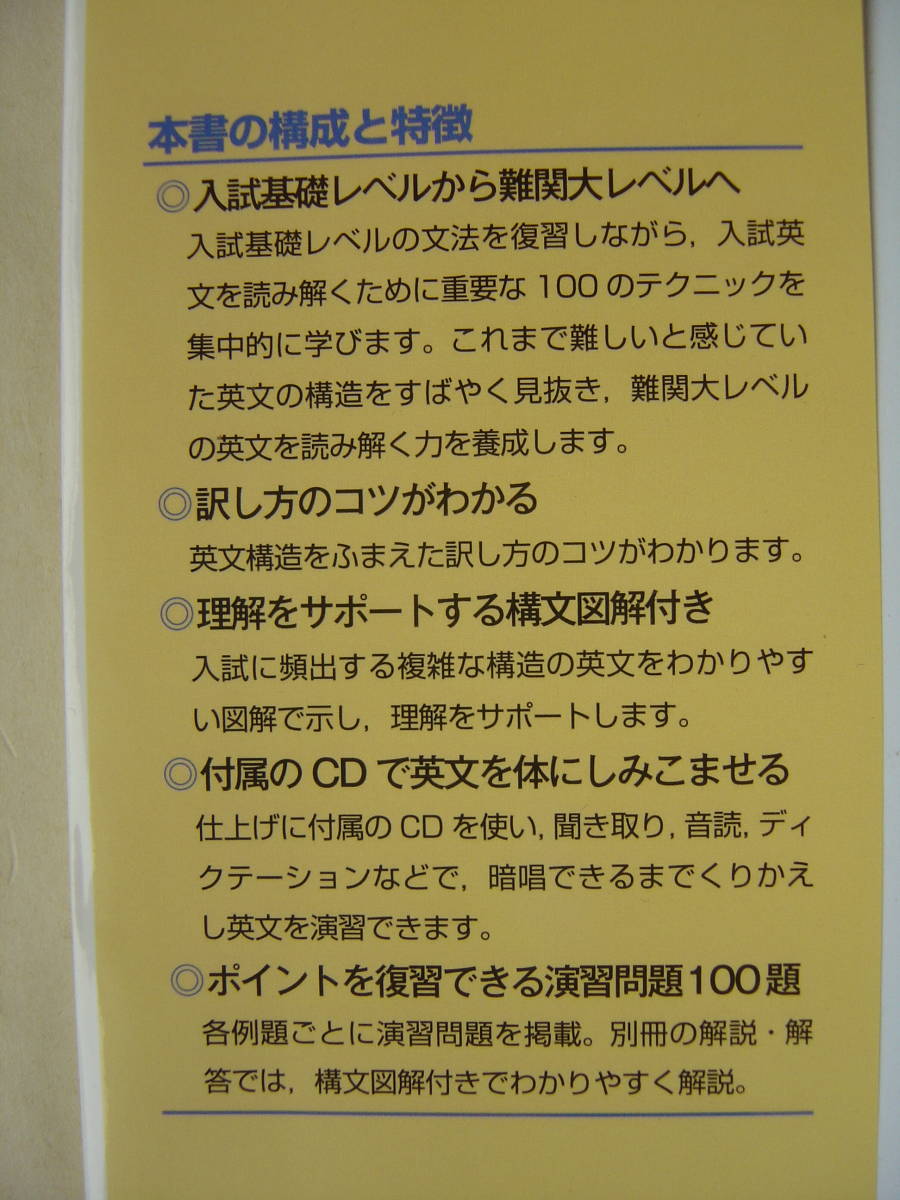 本書の構成と特徴
◎入試基礎レベルから難関大レベルへ
入試基礎レベルの文法を復習しながら，入試英
文を読み解くために重要な 100 のテクニックを
集中的に学びます。これまで難しいと感じてい
た英文の構造をすばやく見抜き，難関大レベル
の英文を読み解く力を養成します。
◎訳し方のコツがわかる
英文構造をふまえた訳し方のコツがわかります。
◎理解をサポートする構文図解付き
入試に頻出する複雑な構造の英文をわかりやす
い図解で示し，理解をサポートします。
◎付属の CD で英文を体にしみこませる
仕上げに付属の CD を使い，聞き取り，音読，ディ
クテーションなどで，暗唱できるまでくりかえ
し英文を演習できます。
◎ポイントを復習できる演習問題100題
各例題ごとに演習問題を掲載。別冊の解説・解
答では，構文図解付きでわかりやすく解説。